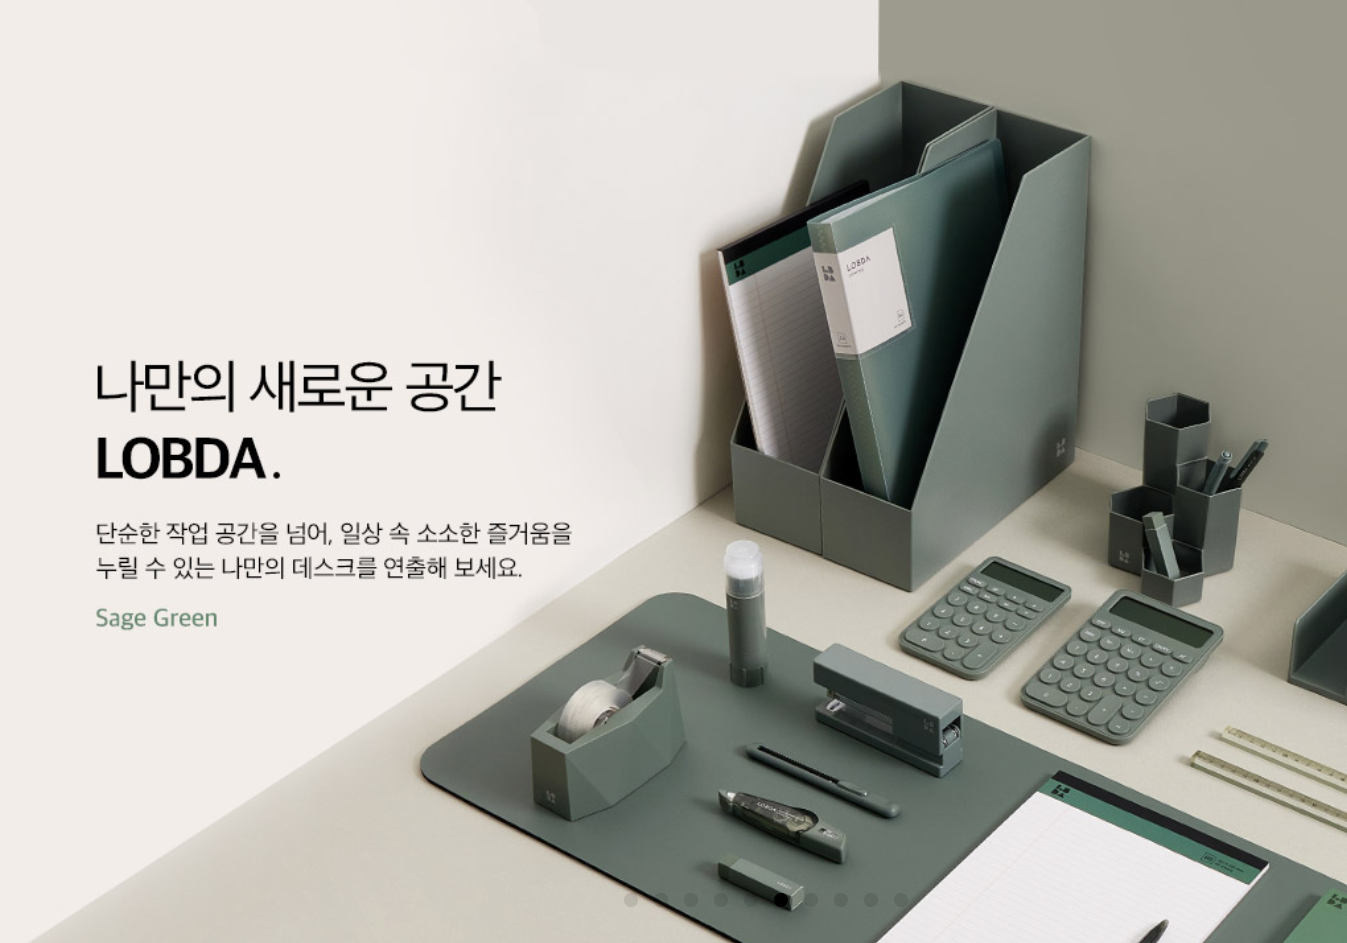 나만의 새로운 공간
LOBDA.
단순한 작업 공간을 넘어, 일상 속 소소한 즐거움을
누릴 수 있는 나만의 데스크를 연출해 보세요.
Sage Green
LOBDA
LOBDA